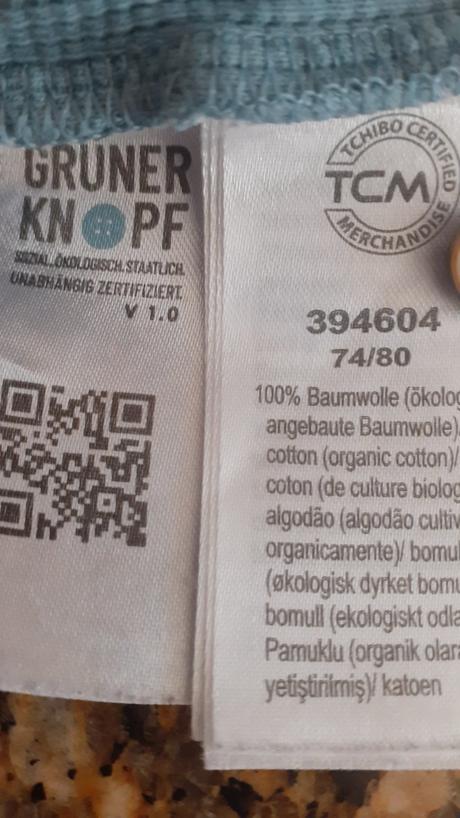 GRÜNER
KN PF
SOZIAL. ÖKOLOGISCH. STAATLICH.
UNABHÄNGIG ZERTIFIZIERT.
V 1.0
TCHIBO CERTIFIED
TCM
MERCHANDISE
394604
74/80
100% Baumwolle (ökolog
angebaute Baumwolle)
cotton (organic cotton)/
coton (de culture biolog
algodão (algodão cultiv
organicamente)/ bomul
(økologisk dyrket bomu
bomull (ekologiskt odla
Pamuklu (organik olara
yetiştirilmiş)/ katoen